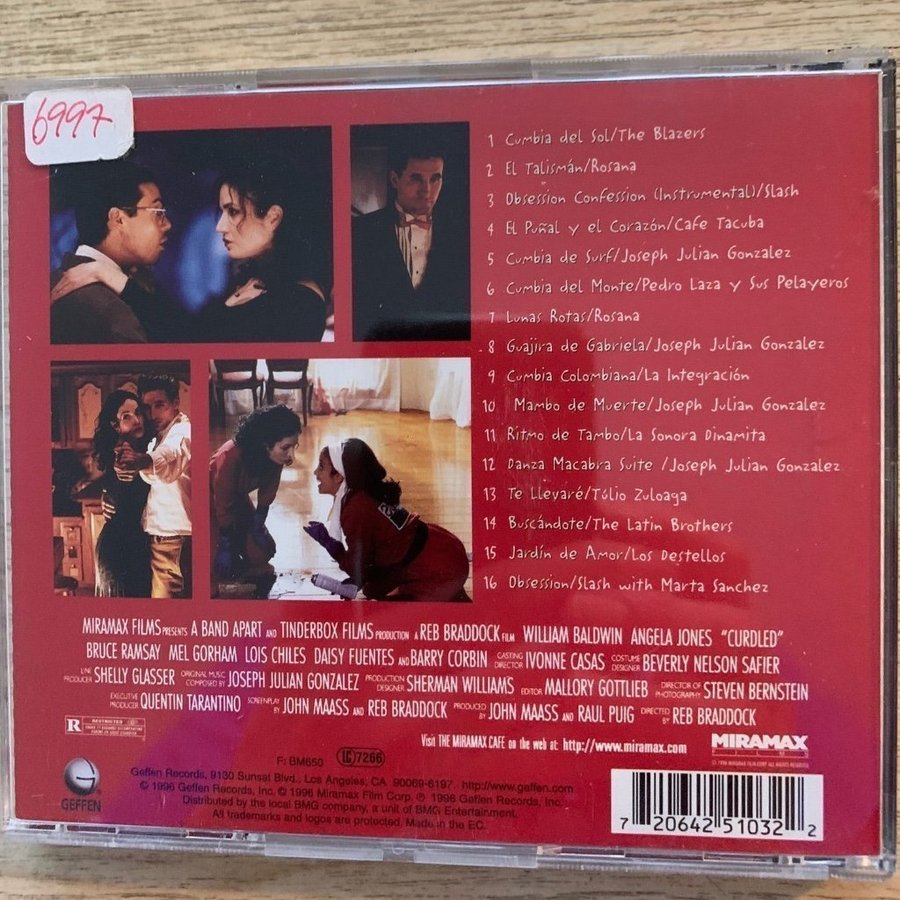 6997
1 Cumbia del Sol/The Blazers
2 El Talismán/Rosana
3 Obsession Confession (Instrumental)/Slash
4 El Puñal y el Corazón/Cafe Tacuba
5 Cumbia de Surf/Joseph Julian Gonzalez
6 Cumbia del Monte/Pedro Laza y Sus Pelayeros
7 Lunas Rotas/Rosana
8 Guajira de Gabriela/Joseph Julian Gonzalez
9 Cumbia Colombiana/La Integración
10 Mambo de Muerte/Joseph Julian Gonzalez
11 Ritmo de Tambo/La Sonora Dinamita
12 Danza Macabra Suite /Joseph Julian Gonzalez
13 Te Llevaré/Túlio Zuloaga
14 Buscándote/The Latin Brothers
15 Jardín de Amor/Los Destellos
16 Obsession/Slash with Marta Sanchez
MIRAMAX FILMS PRESENTS A BAND APART AND TINDERBOX FILMS PRODUCTION A REB BRADDOCK FILM WILLIAM BALDWIN ANGELA JONES "CURDLED"
BRUCE RAMSAY MEL GORHAM LOIS CHILES DAISY FUENTES AND BARRY CORBIN CASTING DIRECTOR IVONNE CASAS COSTUME DESIGNER BEVERLY NELSON SAFIER
LINE PRODUCER SHELLY GLASSER ORIGINAL MUSIC COMPOSED BY JOSEPH JULIAN GONZALEZ PRODUCTION DESIGNER SHERMAN WILLIAMS EDITOR MALLORY GOTTLIEB DIRECTOR OF PHOTOGRAPHY STEVEN BERNSTEIN
EXECUTIVE PRODUCER QUENTIN TARANTINO SCREENPLAY BY JOHN MAASS AND REB BRADDOCK PRODUCED BY JOHN MAASS AND RAUL PUIG DIRECTED BY REB BRADDOCK
R RESTRICTED
VISIT THE MIRAMAX CAFE on the web at: http://www.miramax.com
MIRAMAX
FILMS
F: BM650 LC 7266
Geffen Records, 9130 Sunset Blvd., Los Angeles, CA 90069-6197 http://www.geffen.com
© 1996 Geffen Records, Inc. © 1996 Miramax Film Corp. ℗ 1996 Geffen Records, Inc.
Distributed by the local BMG company, a unit of BMG Entertainment.
All trademarks and logos are protected. Made in the EC.
GEFFEN
7 20642 51032 2